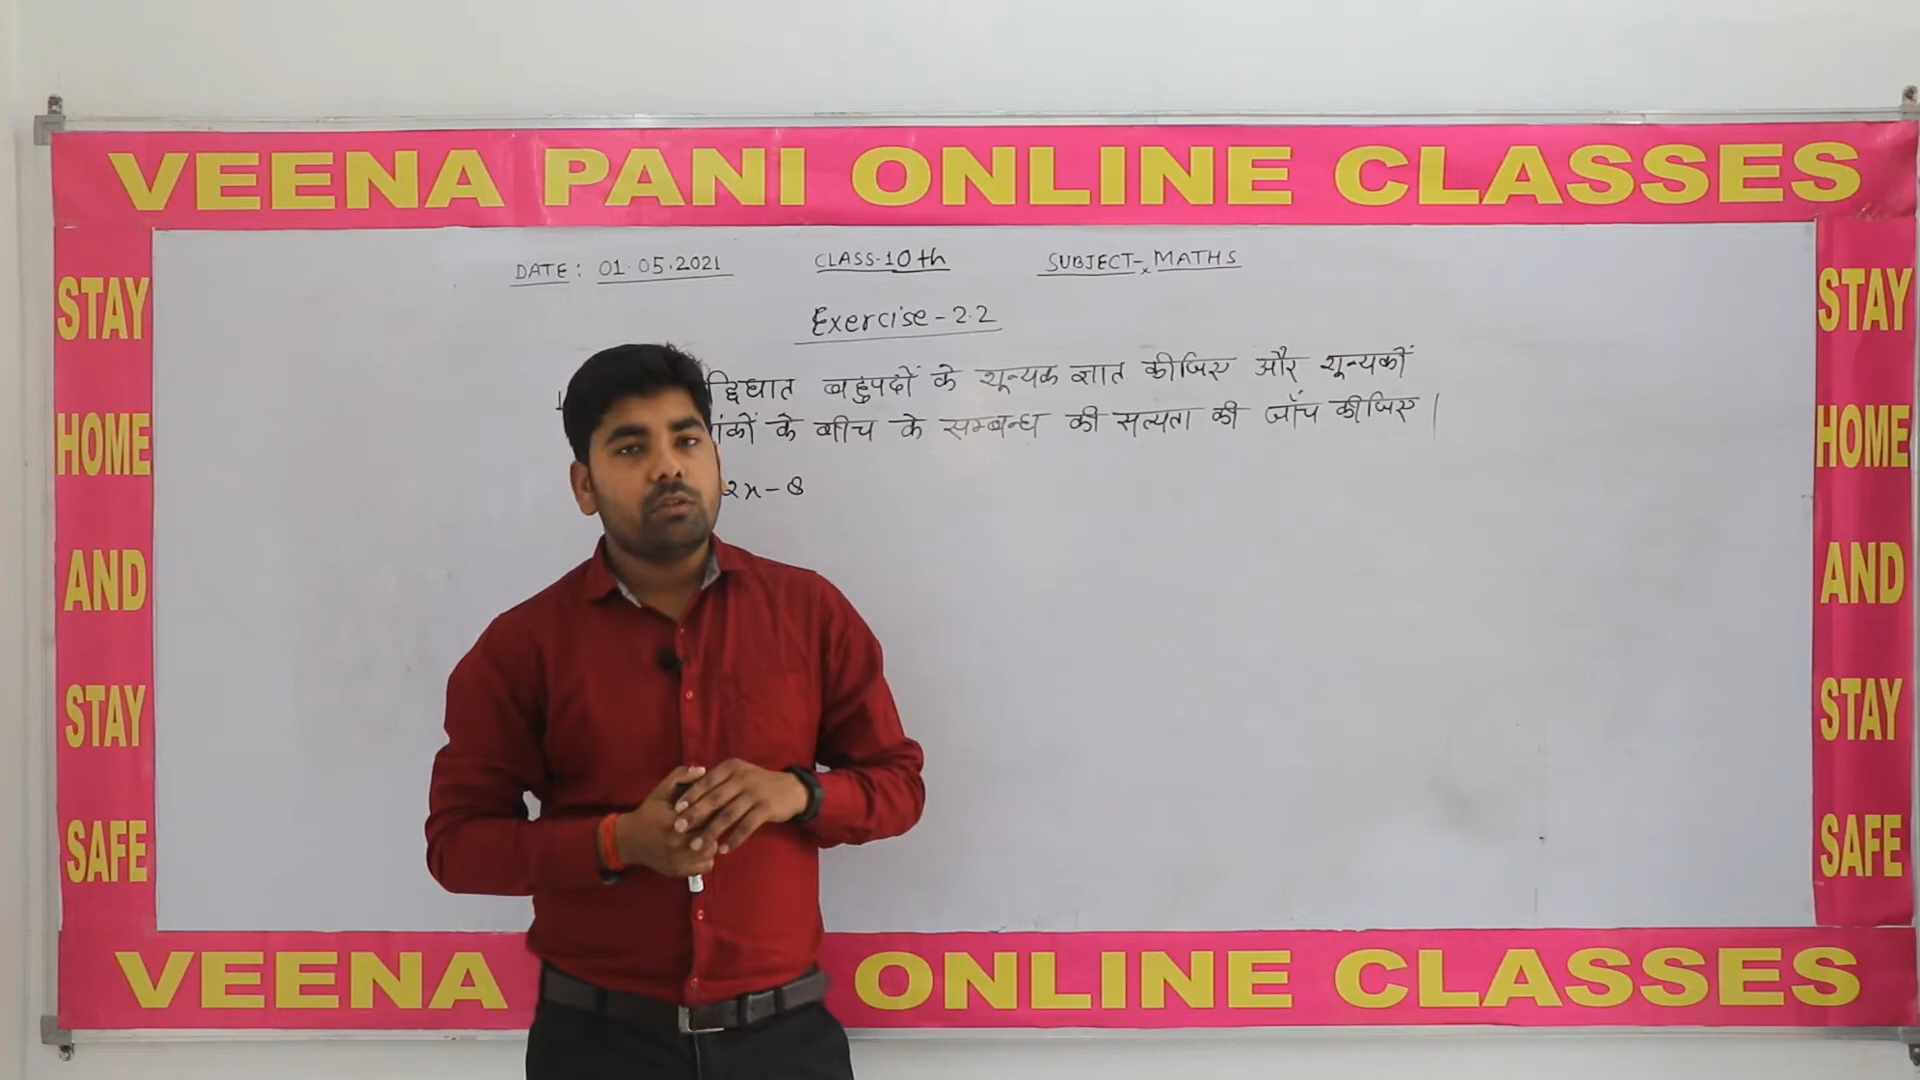 VEENA PANI ONLINE CLASSES
DATE: 01.05.2021 CLASS-10th SUBJECT-MATHS
Exercise-2.2
द्विघात बहुपदों के शून्यक ज्ञात कीजिए और शून्यकों
के बीच के सम्बन्ध की सत्यता की जाँच कीजिए |
2x-8
STAY
HOME
AND
STAY
SAFE
STAY
HOME
AND
STAY
SAFE
VEENA ONLINE CLASSES